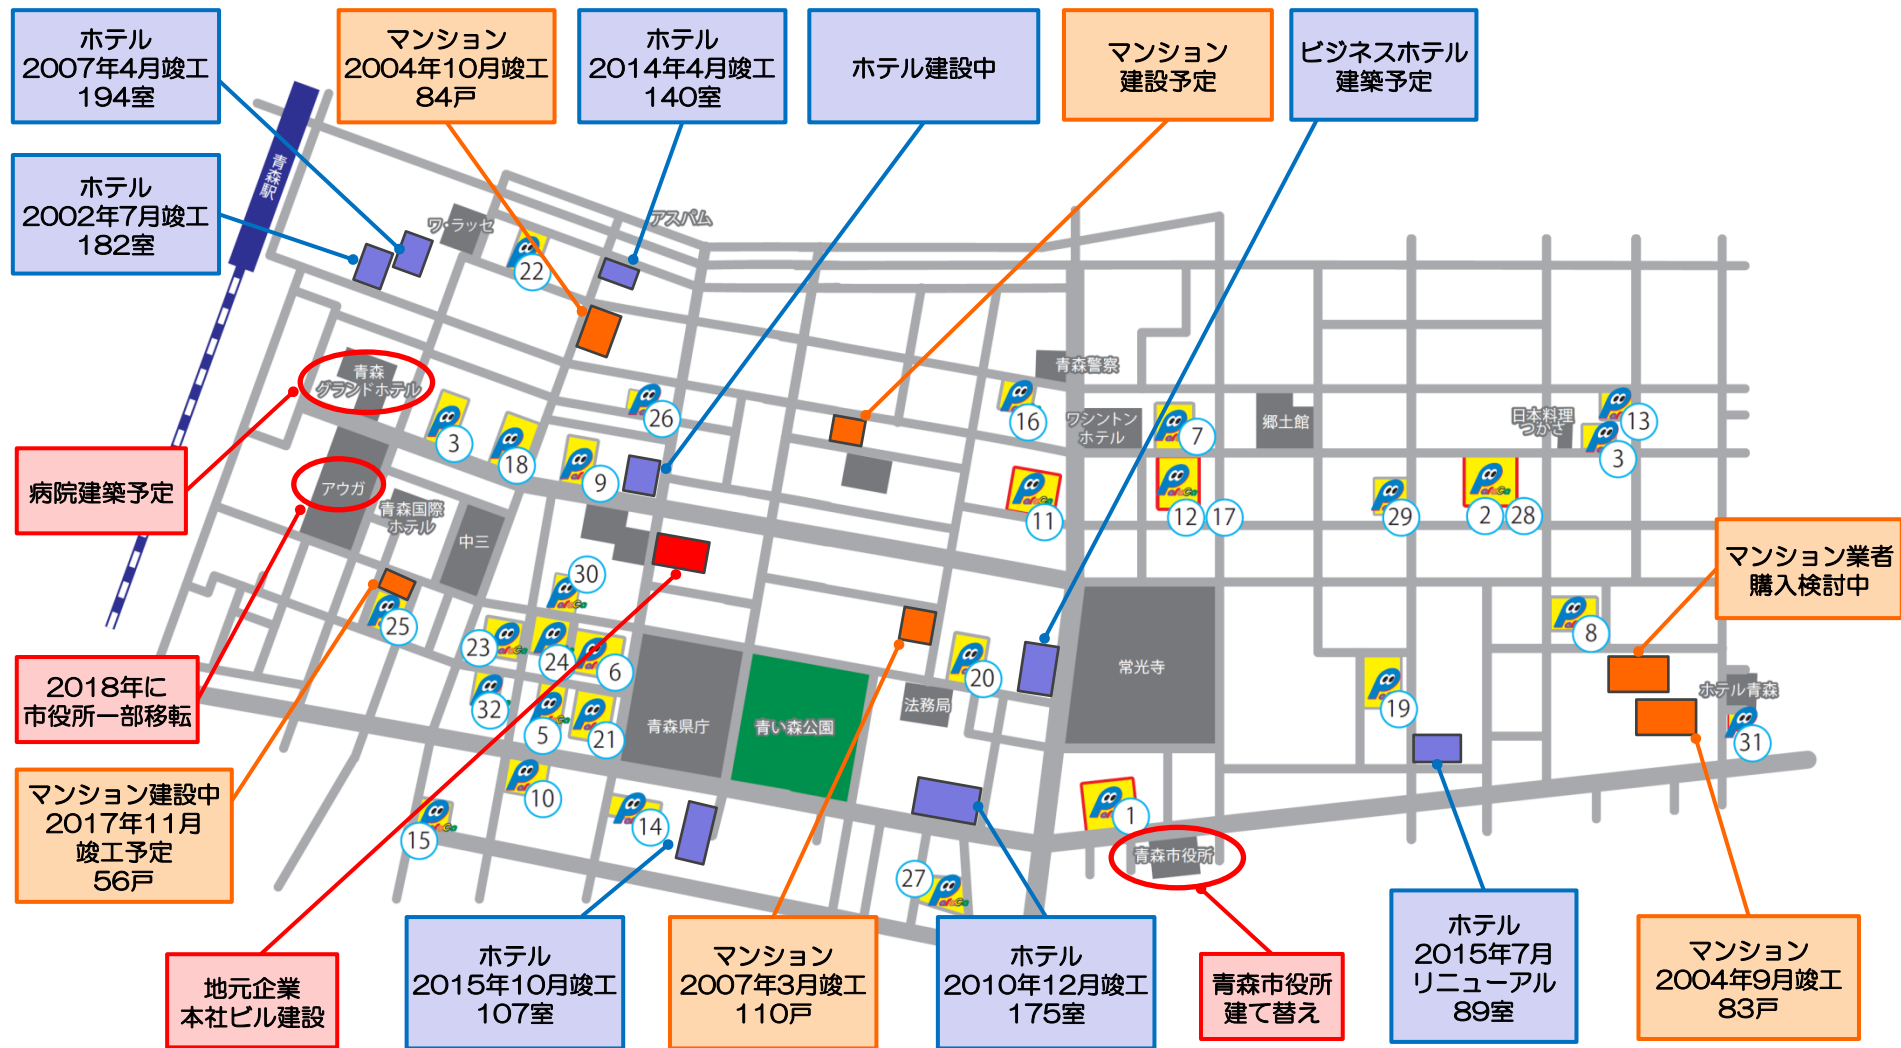 ホテル
2007年4月竣工
194室
マンション
2004年10月竣工
84戸
ホテル
2014年4月竣工
140室
ホテル建設中
マンション
建設予定
ビジネスホテル
建築予定
ホテル
2002年7月竣工
182室
青森駅
ワ・ラッセ
アスパム
22
青森
グランドホテル
3
18
9
26
16
青森警察
ワシントン
ホテル
7
郷土館
日本料理
つかさ
13
3
病院建築予定
アウガ
青森国際
ホテル
中三
11
12
17
29
2
28
マンション業者
購入検討中
30
25
23
24
6
32
5
21
20
常光寺
8
19
ホテル青森
31
2018年に
市役所一部移転
青森県庁
青い森公園
法務局
マンション建設中
2017年11月
竣工予定
56戸
10
15
14
1
27
青森市役所
地元企業
本社ビル建設
ホテル
2015年10月竣工
107室
マンション
2007年3月竣工
110戸
ホテル
2010年12月竣工
175室
青森市役所
建て替え
ホテル
2015年7月
リニューアル
89室
マンション
2004年9月竣工
83戸